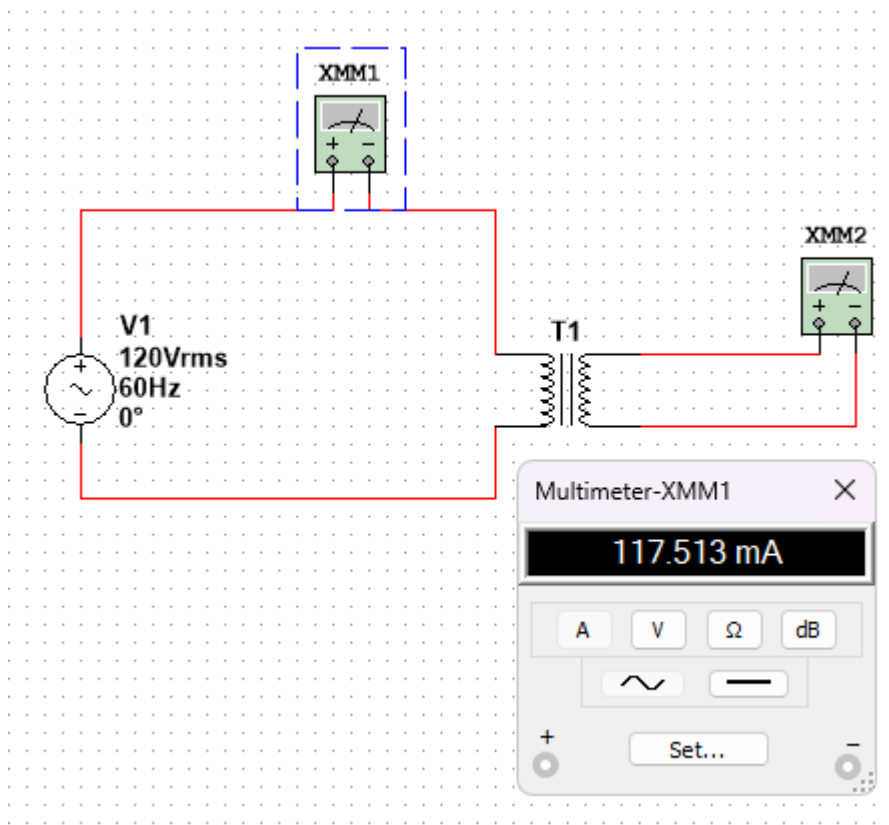 XMM1
+ −
XMM2
+ −
V1
120Vrms
60Hz
0°
+
−
T1
Multimeter-XMM1
117.513 mA
A V Ω dB
+ −
Set...